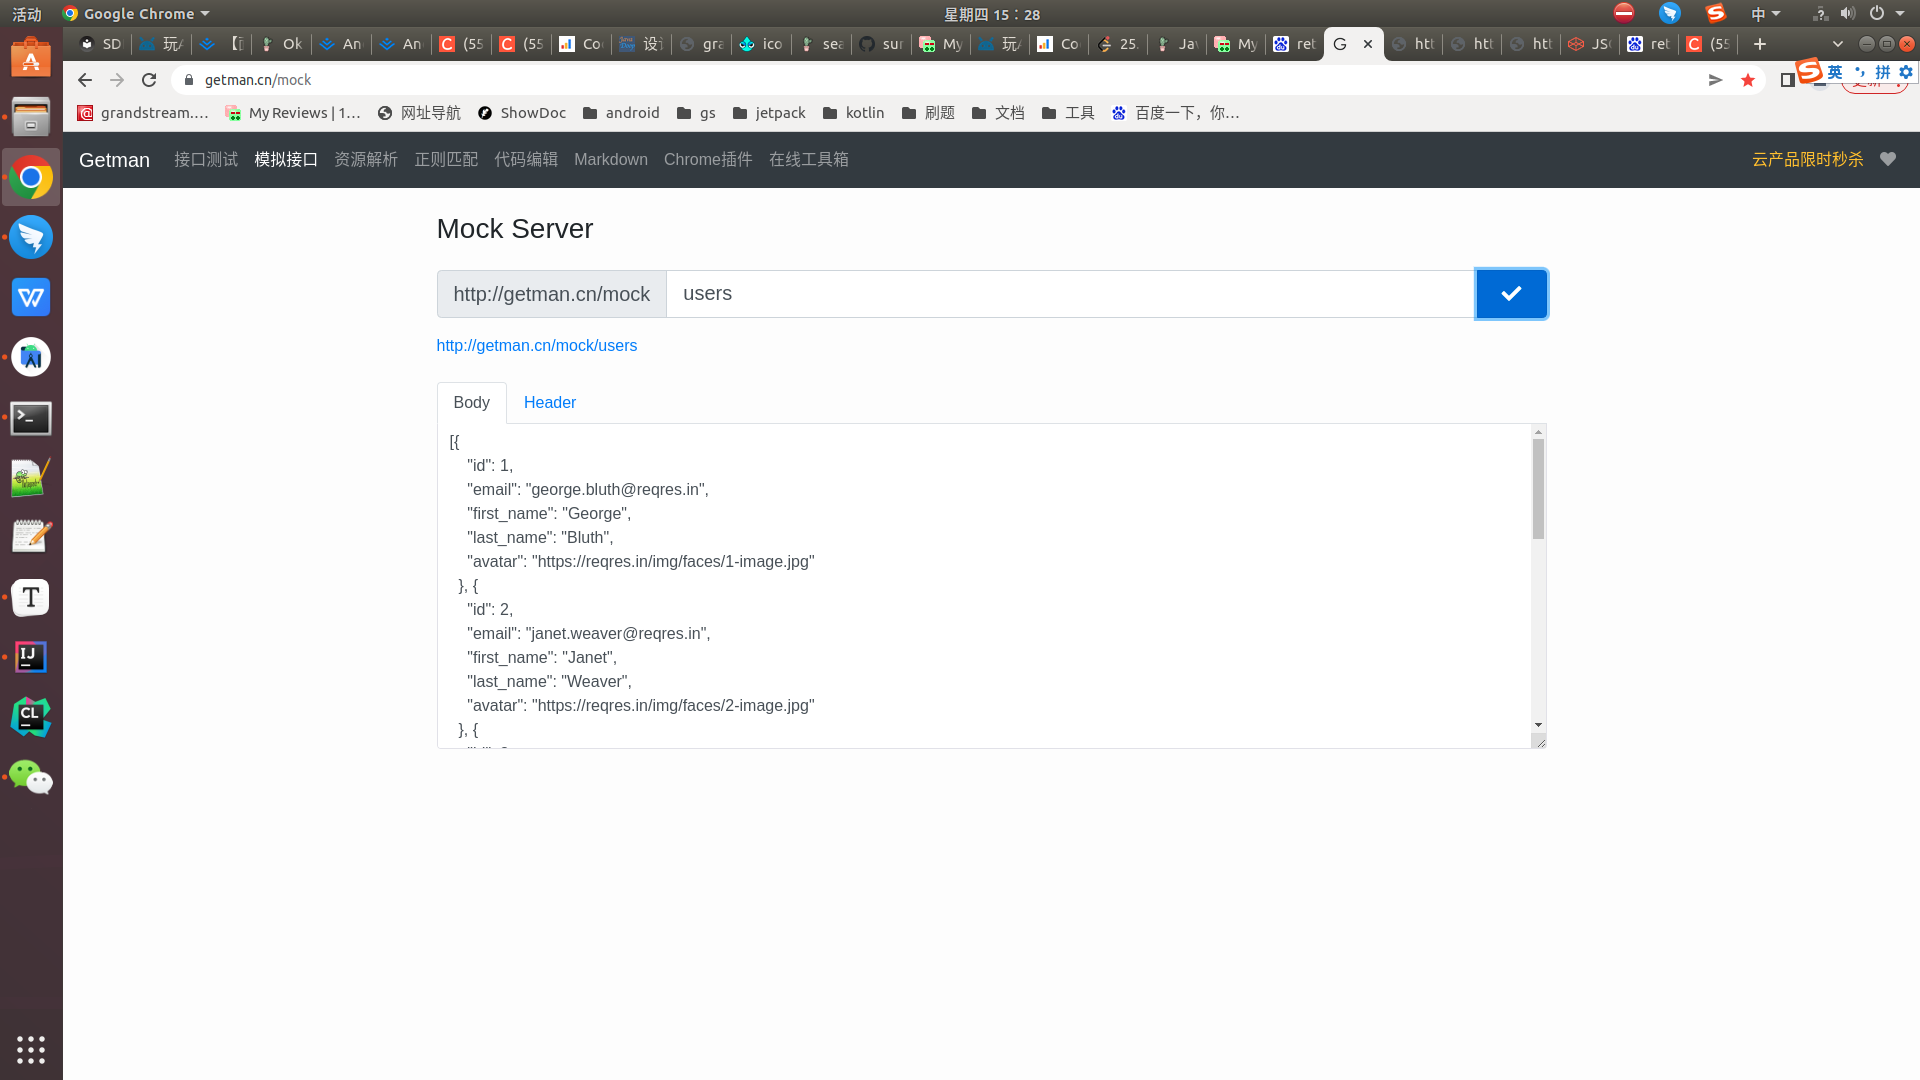 活动 Google Chrome 星期四 15：28 中
SD 玩 【 Ok An An (55 (55 Co 设 gra ico sea sur My 玩 Co 25. Jav My ret G htt htt htt JS ret (55
getman.cn/mock 英 拼
grandstream.... My Reviews | 1... 网址导航 ShowDoc android gs jetpack kotlin 刷题 文档 工具 百度一下，你...
Getman 接口测试 模拟接口 资源解析 正则匹配 代码编辑 Markdown Chrome插件 在线工具箱 云产品限时秒杀
Mock Server
http://getman.cn/mock users
http://getman.cn/mock/users
Body Header
[{
"id": 1,
"email": "george.bluth@reqres.in",
"first_name": "George",
"last_name": "Bluth",
"avatar": "https://reqres.in/img/faces/1-image.jpg"
}, {
"id": 2,
"email": "janet.weaver@reqres.in",
"first_name": "Janet",
"last_name": "Weaver",
"avatar": "https://reqres.in/img/faces/2-image.jpg"
}, {